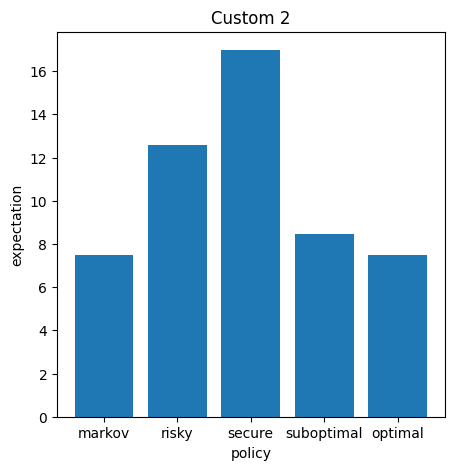 Custom 2
expectation
16
14
12
10
8
6
4
2
0
markov risky secure suboptimal optimal
policy